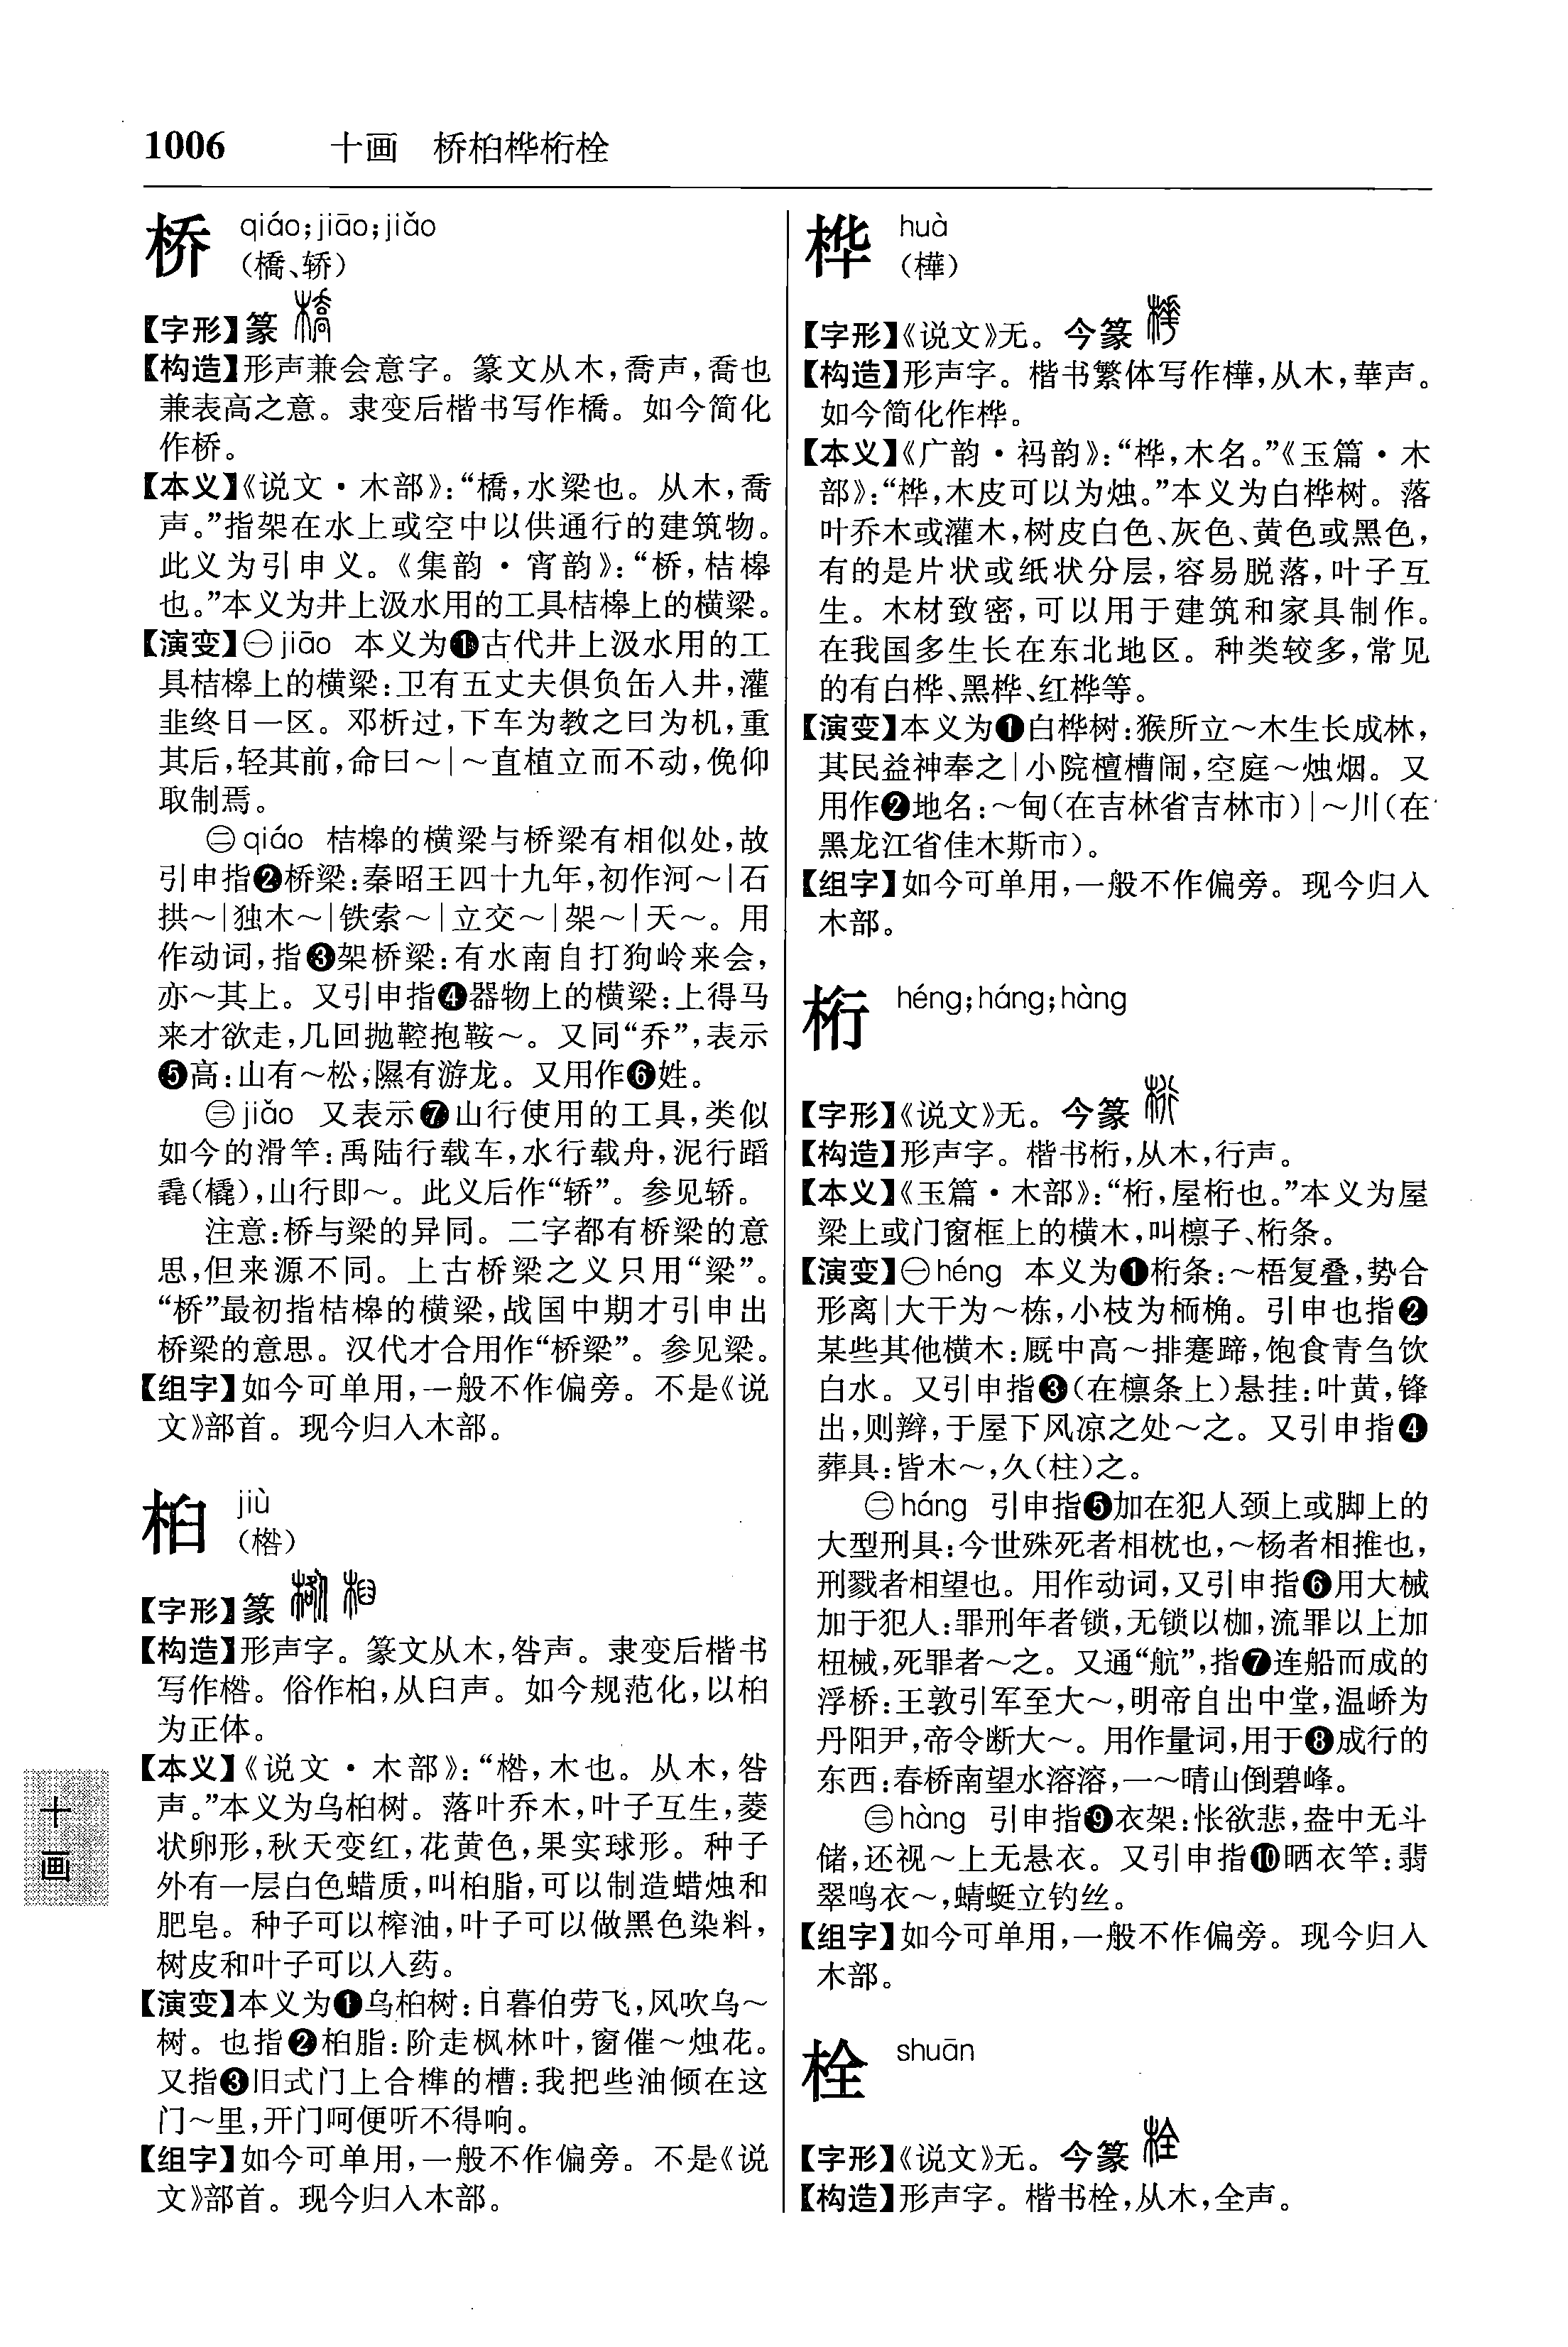 1006 十画 桥桕桦桁栓
桥 qiáo;jiāo;jiǎo
(橋、轿)
【字形】篆
【构造】形声兼会意字。篆文从木,喬声,喬也
兼表高之意。隶变后楷书写作橋。如今简化
作桥。
【本义】《说文·木部》:“橋,水梁也。从木,喬
声。”指架在水上或空中以供通行的建筑物。
此义为引申义。《集韵·宵韵》:“桥,桔槔
也。”本义为井上汲水用的工具桔槔上的横梁。
【演变】㊀jiāo 本义为❶古代井上汲水用的工
具桔槔上的横梁:卫有五丈夫俱负缶入井,灌
韭终日一区。邓析过,下车为教之曰为机,重
其后,轻其前,命曰~|~直植立而不动,俛仰
取制焉。
㊁qiáo 桔槔的横梁与桥梁有相似处,故
引申指❷桥梁:秦昭王四十九年,初作河~|石
拱~|独木~|铁索~|立交~|架~|天~。用
作动词,指❸架桥梁:有水南自打狗岭来会,
亦~其上。又引申指❹器物上的横梁:上得马
来才欲走,几回抛鞚抱鞍~。又同“乔”,表示
❺高:山有~松,隰有游龙。又用作❻姓。
㊂jiǎo 又表示❼山行使用的工具,类似
如今的滑竿:禹陆行载车,水行载舟,泥行蹈
毳(橇),山行即~。此义后作“轿”。参见轿。
注意:桥与梁的异同。二字都有桥梁的意
思,但来源不同。上古桥梁之义只用“梁”。
“桥”最初指桔槔的横梁,战国中期才引申出
桥梁的意思。汉代才合用作“桥梁”。参见梁。
【组字】如今可单用,一般不作偏旁。不是《说
文》部首。现今归入木部。
桕 jiù
(樤)
【字形】篆
【构造】形声字。篆文从木,咎声。隶变后楷书
写作㮂。俗作桕,从臼声。如今规范化,以桕
为正体。
【本义】《说文·木部》:“㮂,木也。从木,咎
声。”本义为乌桕树。落叶乔木,叶子互生,菱
状卵形,秋天变红,花黄色,果实球形。种子
外有一层白色蜡质,叫桕脂,可以制造蜡烛和
肥皂。种子可以榨油,叶子可以做黑色染料,
树皮和叶子可以入药。
【演变】本义为❶乌桕树:日暮伯劳飞,风吹乌~
树。也指❷桕脂:阶走枫林叶,窗催~烛花。
又指❸旧式门上合榫的槽:我把些油倾在这
门~里,开门呵便听不得响。
【组字】如今可单用,一般不作偏旁。不是《说
文》部首。现今归入木部。
桦 huà
(樺)
【字形】《说文》无。今篆
【构造】形声字。楷书繁体写作樺,从木,華声。
如今简化作桦。
【本义】《广韵·祃韵》:“桦,木名。”《玉篇·木
部》:“桦,木皮可以为烛。”本义为白桦树。落
叶乔木或灌木,树皮白色、灰色、黄色或黑色,
有的是片状或纸状分层,容易脱落,叶子互
生。木材致密,可以用于建筑和家具制作。
在我国多生长在东北地区。种类较多,常见
的有白桦、黑桦、红桦等。
【演变】本义为❶白桦树:猴所立~木生长成林,
其民益神奉之|小院檀槽闹,空庭~烛烟。又
用作❷地名:~甸(在吉林省吉林市)|~川(在
黑龙江省佳木斯市)。
【组字】如今可单用,一般不作偏旁。现今归入
木部。
桁 héng;háng;hàng
【字形】《说文》无。今篆
【构造】形声字。楷书桁,从木,行声。
【本义】《玉篇·木部》:“桁,屋桁也。”本义为屋
梁上或门窗框上的横木,叫檩子、桁条。
【演变】㊀héng 本义为❶桁条:~梧复叠,势合
形离|大干为~栋,小枝为桷桷。引申也指❷
某些其他横木:厩中高~排蹇蹄,饱食青刍饮
白水。又引申指❸(在檩条上)悬挂:叶黄,锋
出,则辫,于屋下风凉之处~之。又引申指❹
葬具:皆木~,久(柱)之。
㊁háng 引申指❺加在犯人颈上或脚上的
大型刑具:今世殊死者相枕也,~杨者相推也,
刑戮者相望也。用作动词,又引申指❻用大械
加于犯人:罪刑年者锁,无锁以枷,流罪以上加
杻械,死罪者~之。又通“航”,指❼连船而成的
浮桥:王敦引军至大~,明帝自出中堂,温峤为
丹阳尹,帝令断大~。用作量词,用于❽成行的
东西:春桥南望水溶溶,一~晴山倒碧峰。
㊂hàng 引申指❾衣架:怅欲悲,盎中无斗
储,还视~上无悬衣。又引申指❿晒衣竿:翡
翠鸣衣~,蜻蜓立钓丝。
【组字】如今可单用,一般不作偏旁。现今归入
木部。
栓 shuān
【字形】《说文》无。今篆
【构造】形声字。楷书栓,从木,全声。
十画